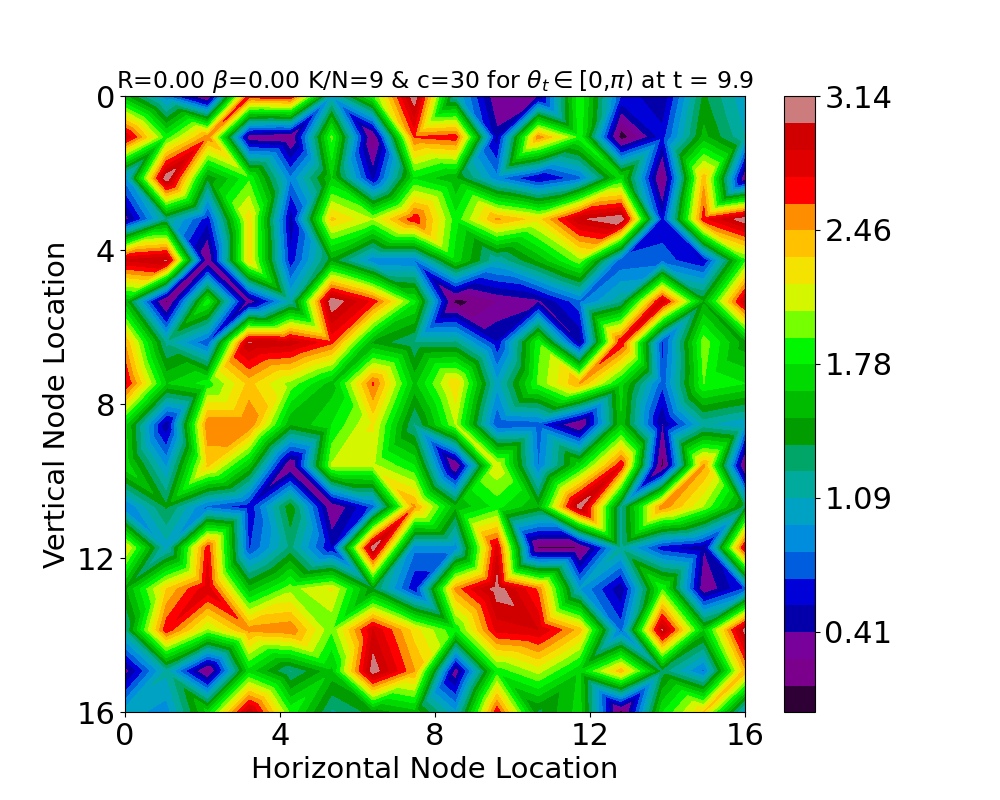 R=0.00 β=0.00 K/N=9 & c=30 for θₜ ∈ [0,π) at t = 9.9
0
4
8
12
16
Vertical Node Location
0 4 8 12 16
Horizontal Node Location
3.14
2.46
1.78
1.09
0.41